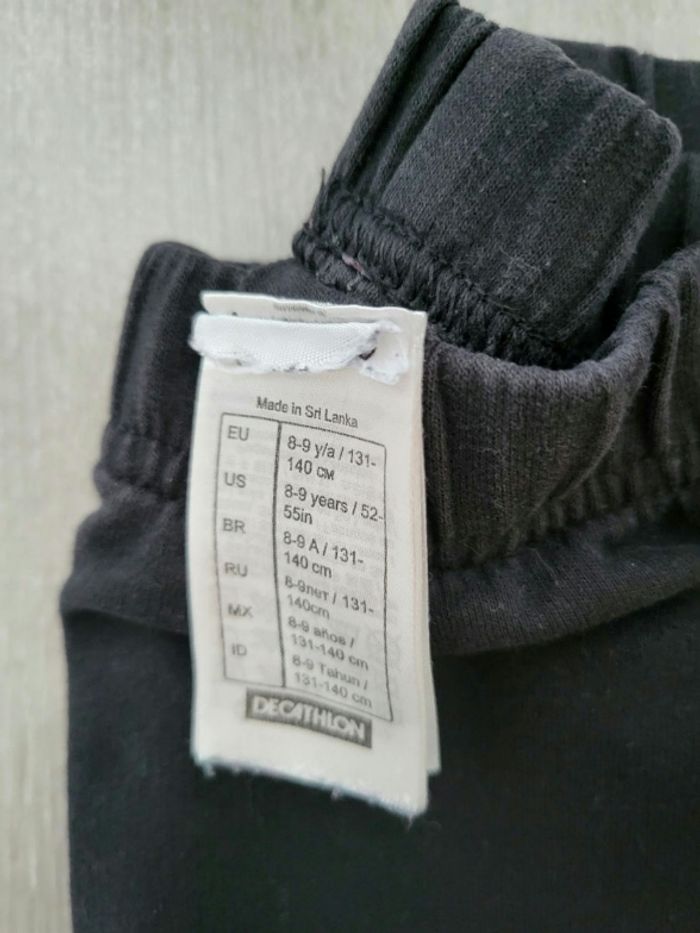 Made in Sri Lanka
EU 8-9 y/a / 131-
140 см
US 8-9 years / 52-
55in
BR 8-9 A / 131-
140 cm
RU 8-9лет / 131-
140cm
MX 8-9 años /
131-140 cm
ID 8-9 Tahun /
131-140 cm
DECATHLON